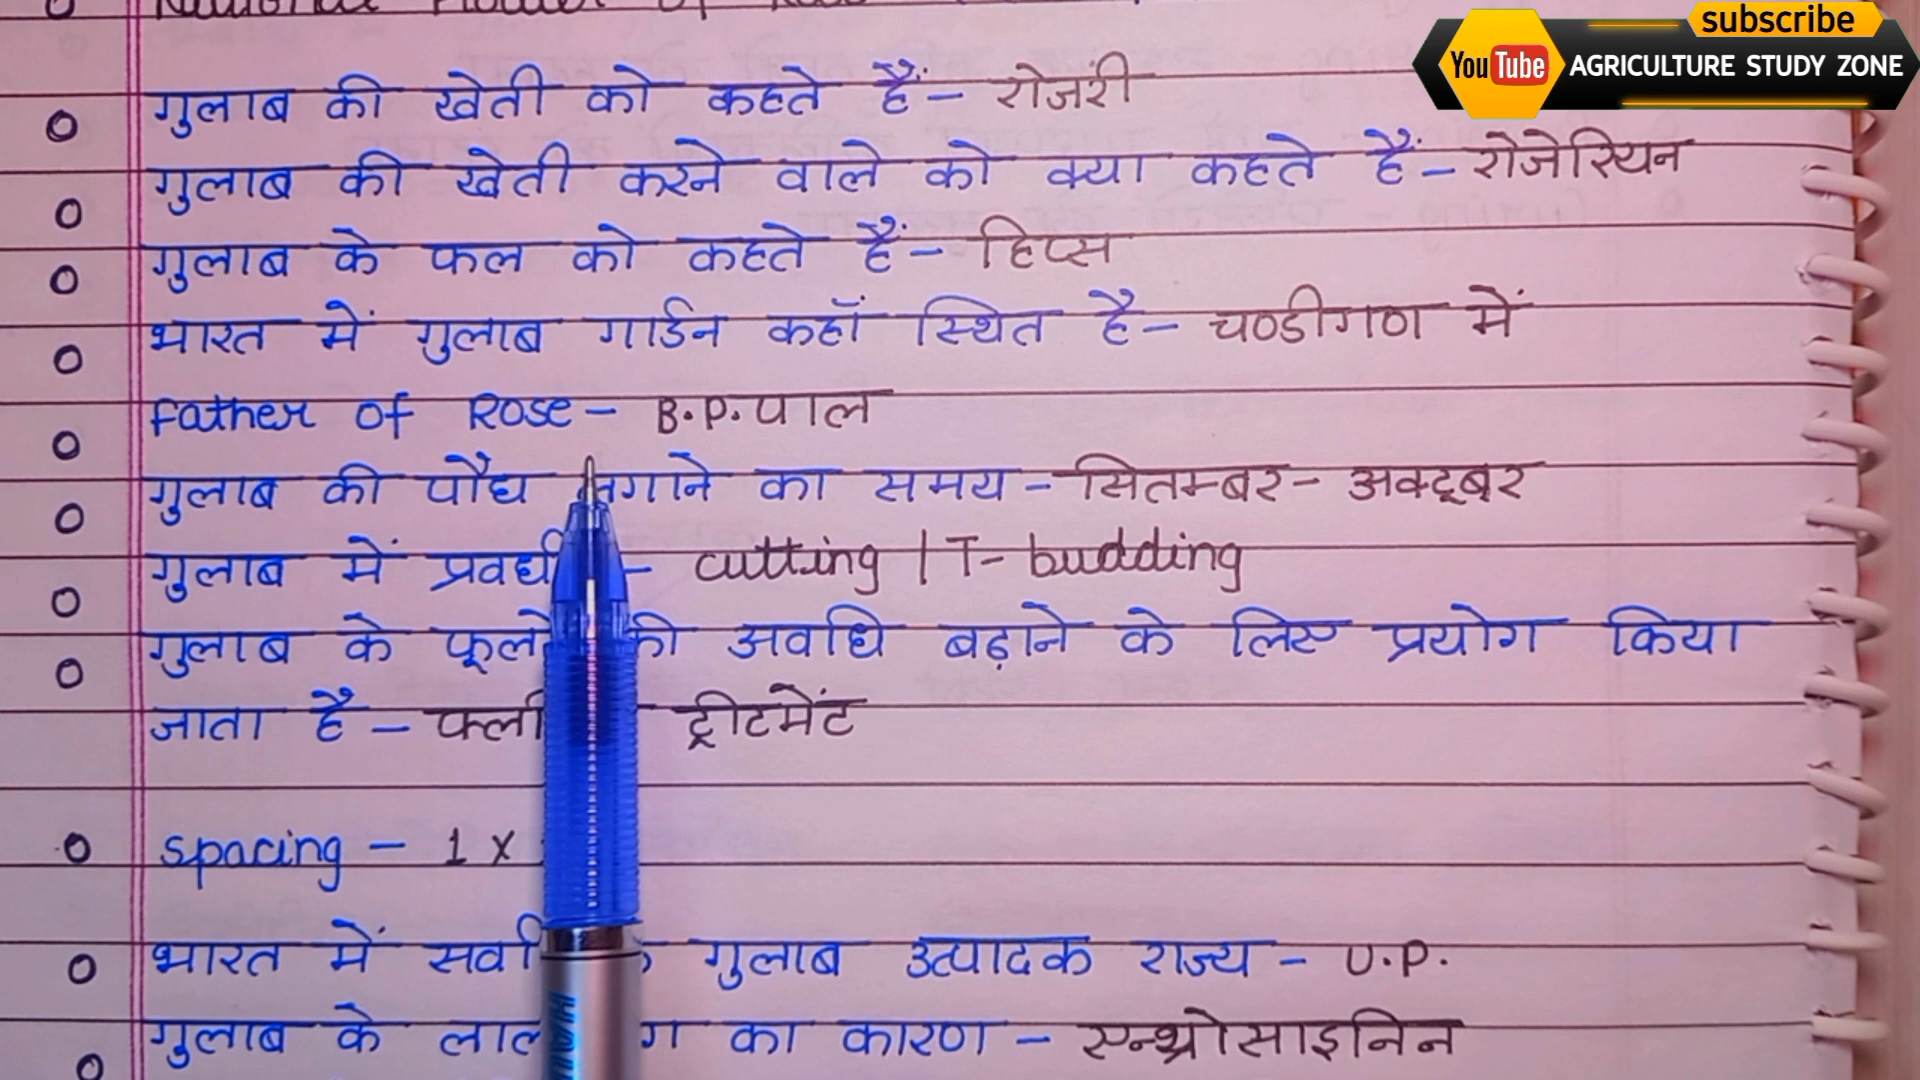 subscribe
YouTube AGRICULTURE STUDY ZONE
गुलाब की खेती को कहते हैं - रोजरी
गुलाब की खेती करने वाले को क्या कहते हैं - रोजेरियन
गुलाब के फल को कहते हैं - हिप्स
भारत में गुलाब गार्डन कहाँ स्थित है - चण्डीगण में
Father of Rose - B.P. पाल
गुलाब की पौध लगाने का समय - सितम्बर - अक्टूबर
गुलाब में - cutting / T- budding
गुलाब के की अवधि बढ़ाने के लिए प्रयोग किया
जाता है - ट्रीटमेंट
spacing - 1 x
भारत में गुलाब उत्पादक राज्य - U.P.
गुलाब के का कारण - एन्थ्रोसाइनिन